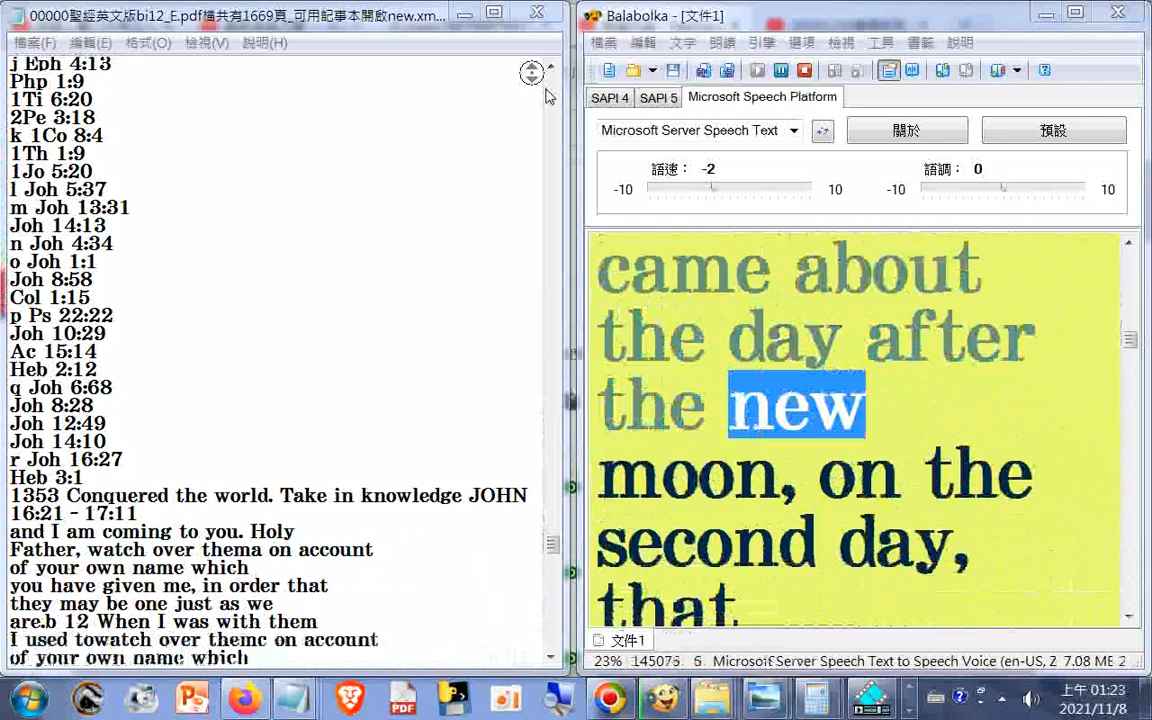 00000聖經英文版bi12_E.pdf檔共有1669頁_可用記事本開啟new.xm...
檔案(F) 編輯(E) 格式(O) 檢視(V) 說明(H)
j Eph 4:13
Php 1:9
1Ti 6:20
2Pe 3:18
k 1Co 8:4
1Th 1:9
1Jo 5:20
l Joh 5:37
m Joh 13:31
Joh 14:13
n Joh 4:34
o Joh 1:1
Joh 8:58
Col 1:15
p Ps 22:22
Joh 10:29
Ac 15:14
Heb 2:12
q Joh 6:68
Joh 8:28
Joh 12:49
Joh 14:10
r Joh 16:27
Heb 3:1
1353 Conquered the world. Take in knowledge JOHN
16:21 - 17:11
and I am coming to you. Holy
Father, watch over thema on account
of your own name which
you have given me, in order that
they may be one just as we
are.b 12 When I was with them
I used towatch over themc on account
of your own name which
Balabolka - [文件1]
檔案 編輯 文字 朗讀 引擎 選項 檢視 工具 書籤 說明
SAPI 4 SAPI 5 Microsoft Speech Platform
Microsoft Server Speech Text 關於 預設
語速： -2 語調： 0
-10 10 -10 10
came about
the day after
the new
moon, on the
second day,
that
文件1
23% 145076 6 Microsoft Server Speech Text to Speech Voice (en-US, Z 7.08 ME 2
上午 01:23
2021/11/8